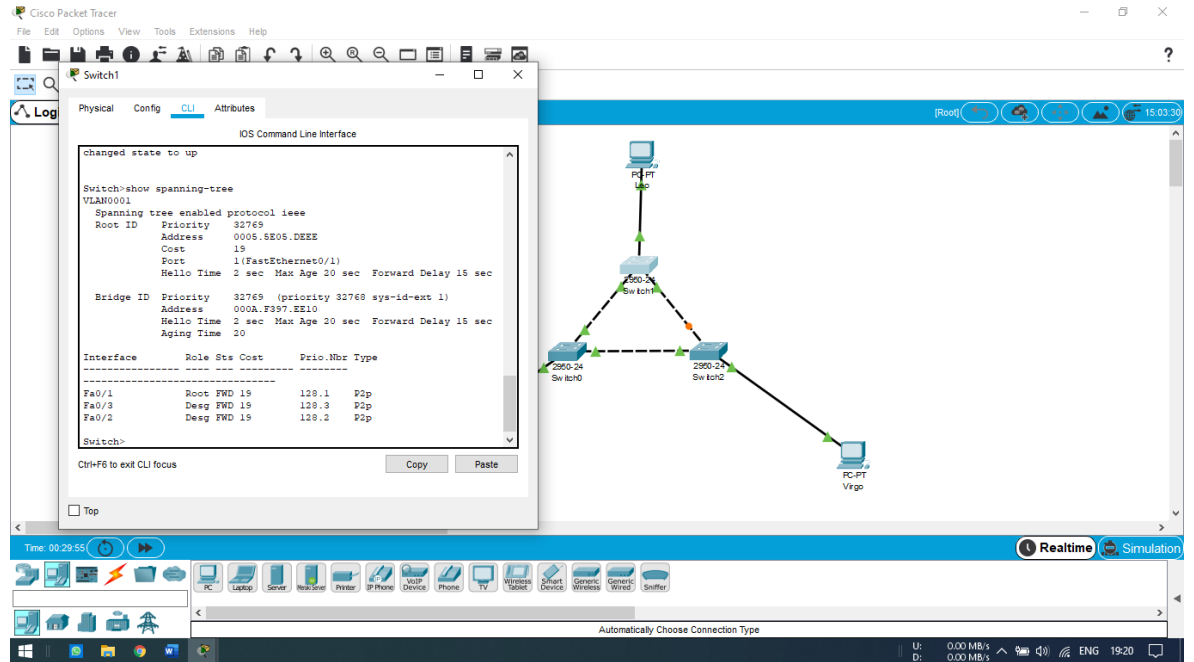 Cisco Packet Tracer
File Edit Options View Tools Extensions Help
?
Switch1
Logi
[Root]
15:03:30
Physical Config CLI Attributes
IOS Command Line Interface
changed state to up
Switch>show spanning-tree
VLAN0001
Spanning tree enabled protocol ieee
Root ID Priority 32769
Address 0005.5E05.DEEE
Cost 19
Port 1(FastEthernet0/1)
Hello Time 2 sec Max Age 20 sec Forward Delay 15 sec
Bridge ID Priority 32769 (priority 32768 sys-id-ext 1)
Address 000A.F397.EE10
Hello Time 2 sec Max Age 20 sec Forward Delay 15 sec
Aging Time 20
Interface Role Sts Cost Prio.Nbr Type
---------------- ---- --- --------- -------- --------------------------------
Fa0/1 Root FWD 19 128.1 P2p
Fa0/3 Desg FWD 19 128.3 P2p
Fa0/2 Desg FWD 19 128.2 P2p
Switch>
Ctrl+F6 to exit CLI focus
Copy Paste
Top
PC-PT
Leo
2950-24
Switch1
2950-24
Switch0
2950-24
Switch2
PC-PT
Virgo
Time: 00:29:55
Realtime Simulation
PC Laptop Server Printer IP Phone VoIP Device Phone TV Wireless Tablet Smart Device Generic Wireless Generic Wired Sniffer
Automatically Choose Connection Type
U: 0.00 MB/s
D: 0.00 MB/s
ENG 19:20